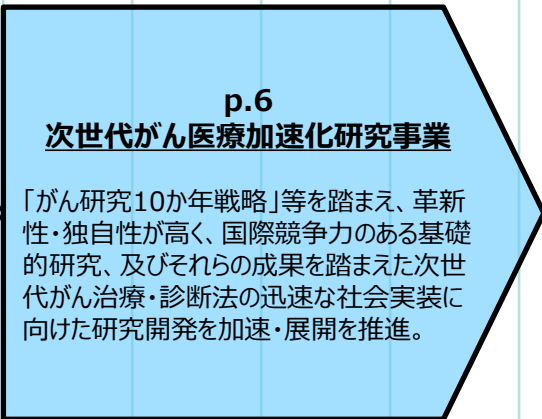 p.6
次世代がん医療加速化研究事業
「がん研究10か年戦略」等を踏まえ、革新
性・独自性が高く、国際競争力のある基礎
的研究、及びそれらの成果を踏まえた次世
代がん治療・診断法の迅速な社会実装に
向けた研究開発を加速・展開を推進。